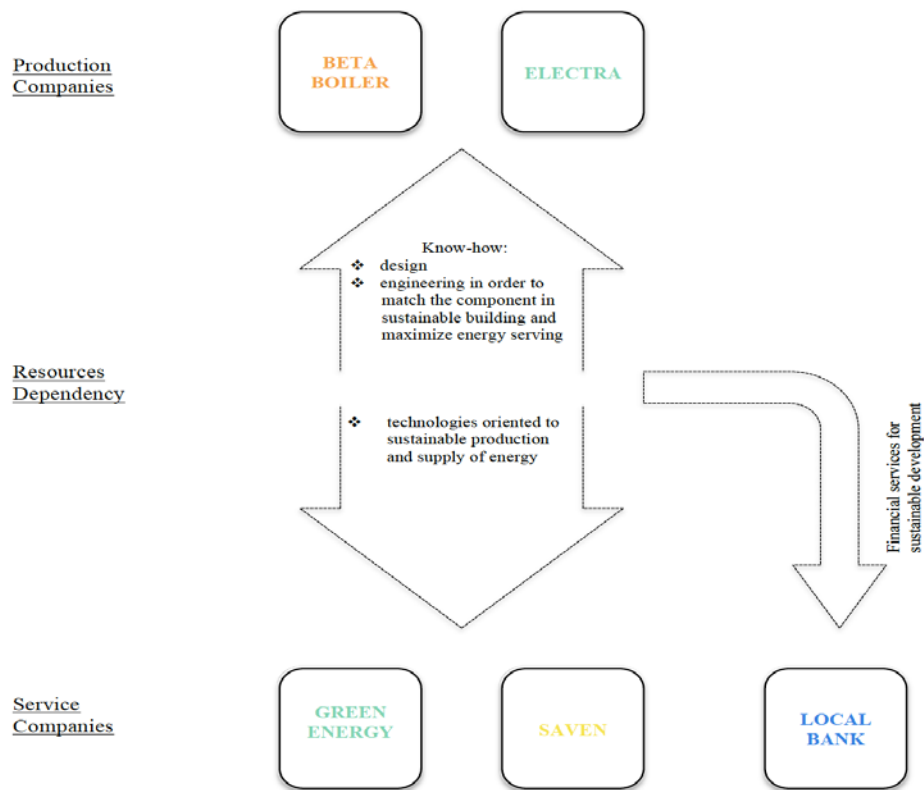 Production
Companies
BETA
BOILER
ELECTRA
Know-how:
❖ design
❖ engineering in order to
match the component in
sustainable building and
maximize energy serving
Resources
Dependency
❖ technologies oriented to
sustainable production
and supply of energy
Financial services for
sustainable development
Service
Companies
GREEN
ENERGY
SAVEN
LOCAL
BANK